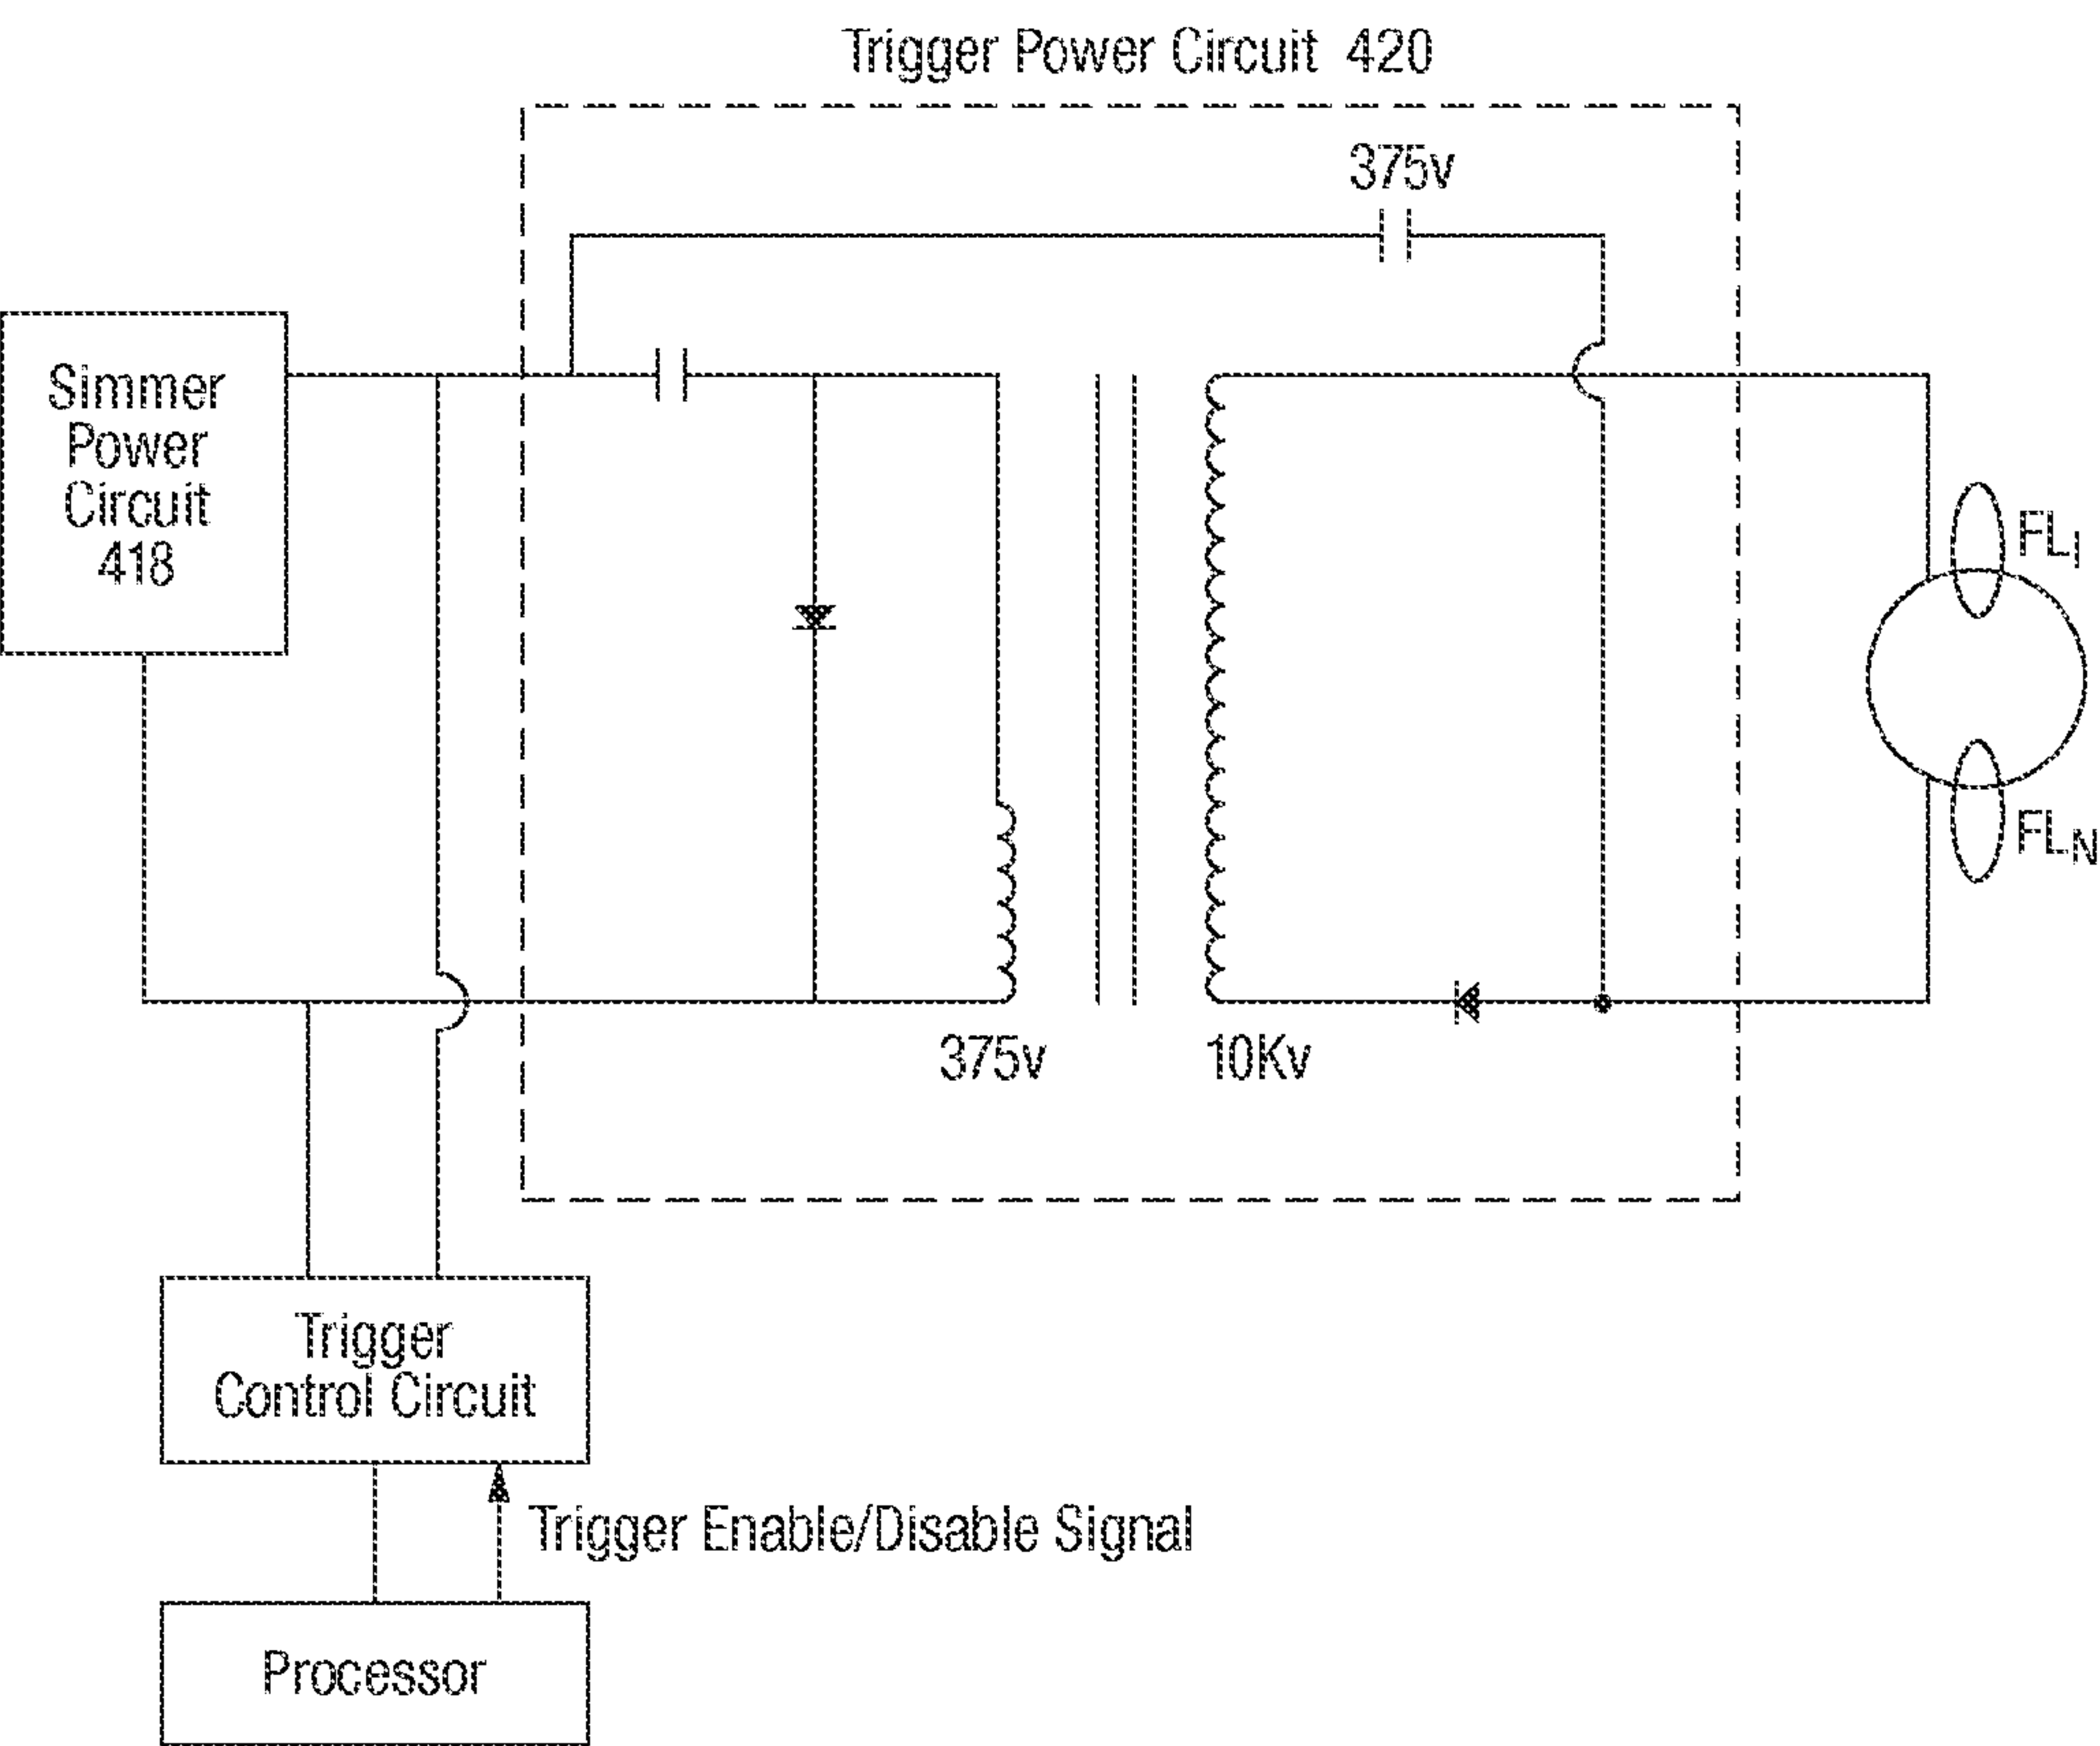 Trigger Power Circuit 420
375v
Simmer
Power
Circuit
418
FLI
FLN
375v
10Kv
Trigger
Control Circuit
Trigger Enable/Disable Signal
Processor